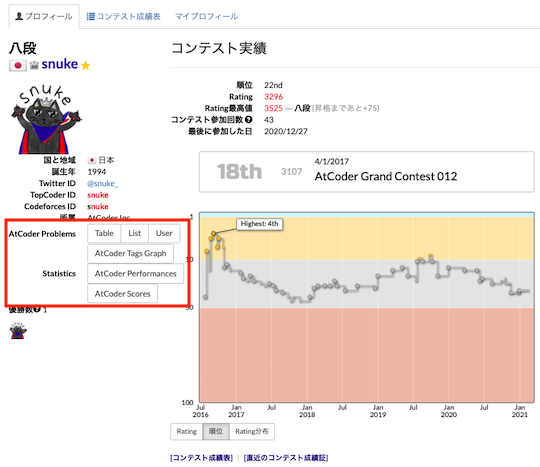 プロフィール コンテスト成績表 マイプロフィール
八段
snuke
snuke
国と地域 日本
誕生年 1994
Twitter ID @snuke_
TopCoder ID snuke
Codeforces ID snuke
所属 AtCoder Inc.
AtCoder Problems Table List User
AtCoder Tags Graph
Statistics AtCoder Performances
AtCoder Scores
優勝数 1
コンテスト実績
順位 22nd
Rating 3296
Rating最高値 3525 ― 八段 (昇格まであと+75)
コンテスト参加回数 43
最後に参加した日 2020/12/27
18th 3107 4/1/2017
AtCoder Grand Contest 012
Highest: 4th
1
10
30
100
Jul 2016
Jan 2017
Jul 2017
Jan 2018
Jul 2018
Jan 2019
Jul 2019
Jan 2020
Jul 2020
Jan 2021
Rating 順位 Rating分布
[コンテスト成績表] | [直近のコンテスト成績証]